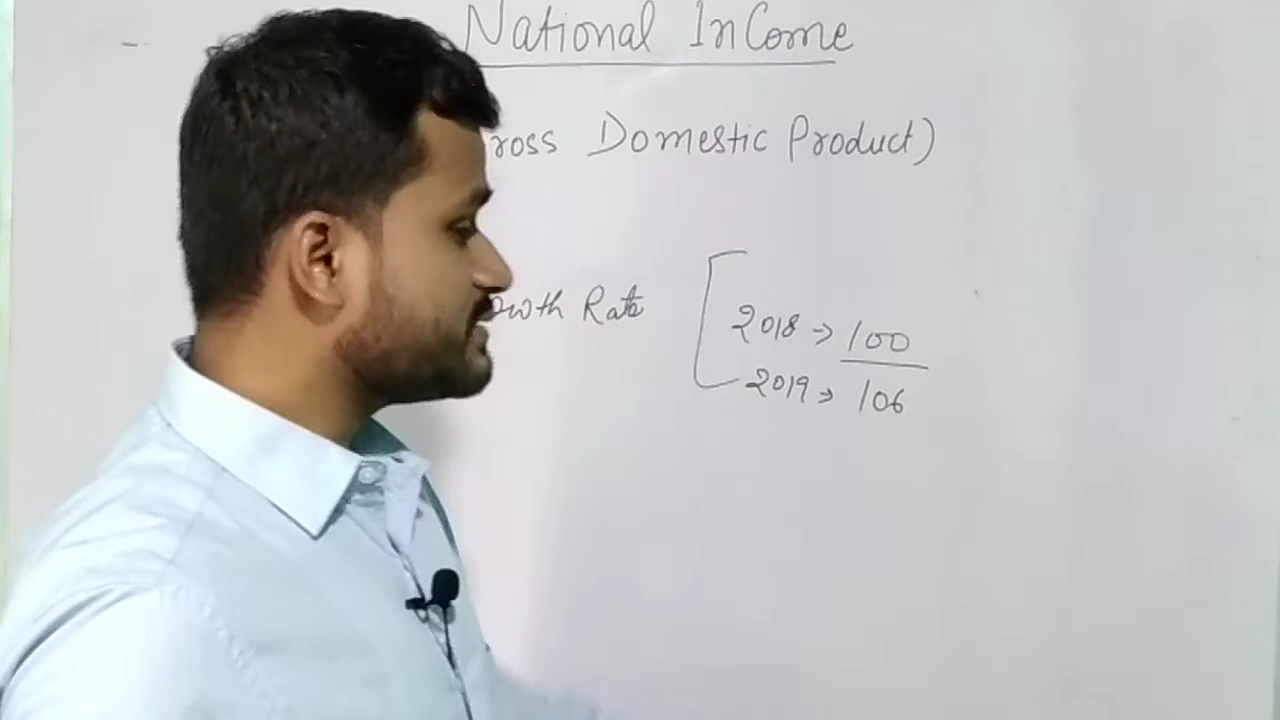 National InCome
ross Domestic Product)
owth Rate
2018 → 100
2019 → 106